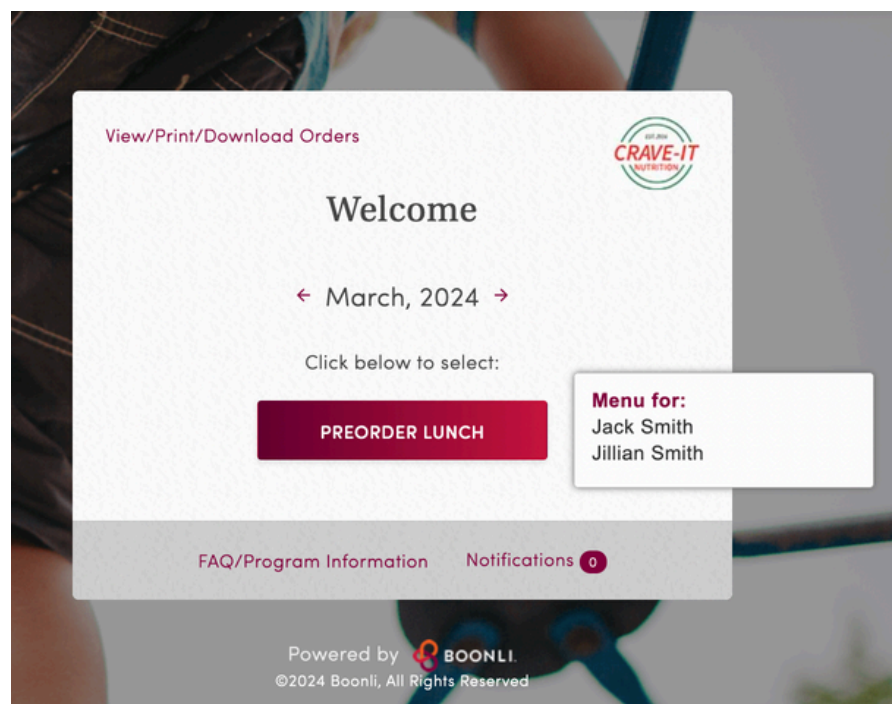 View/Print/Download Orders
EST. 2014
CRAVE-IT
NUTRITION
Welcome
← March, 2024 →
Click below to select:
PREORDER LUNCH
Menu for:
Jack Smith
Jillian Smith
FAQ/Program Information Notifications 0
Powered by BOONLI.
©2024 Boonli, All Rights Reserved